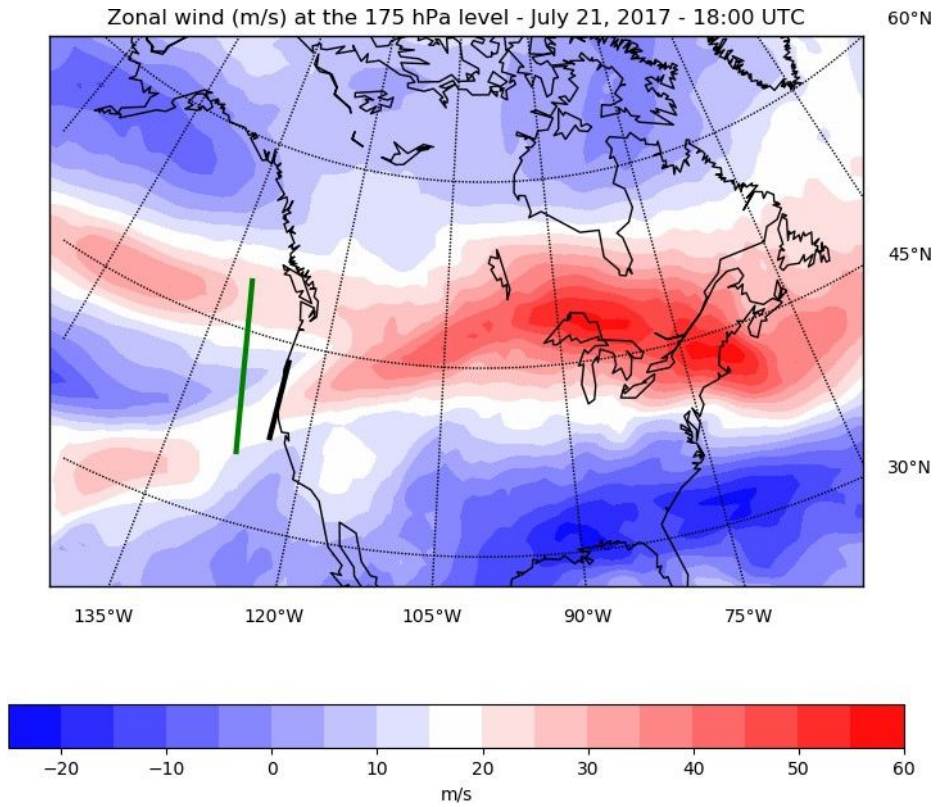 Zonal wind (m/s) at the 175 hPa level - July 21, 2017 - 18:00 UTC
60°N
45°N
30°N
135°W 120°W 105°W 90°W 75°W
−20 −10 0 10 20 30 40 50 60
m/s